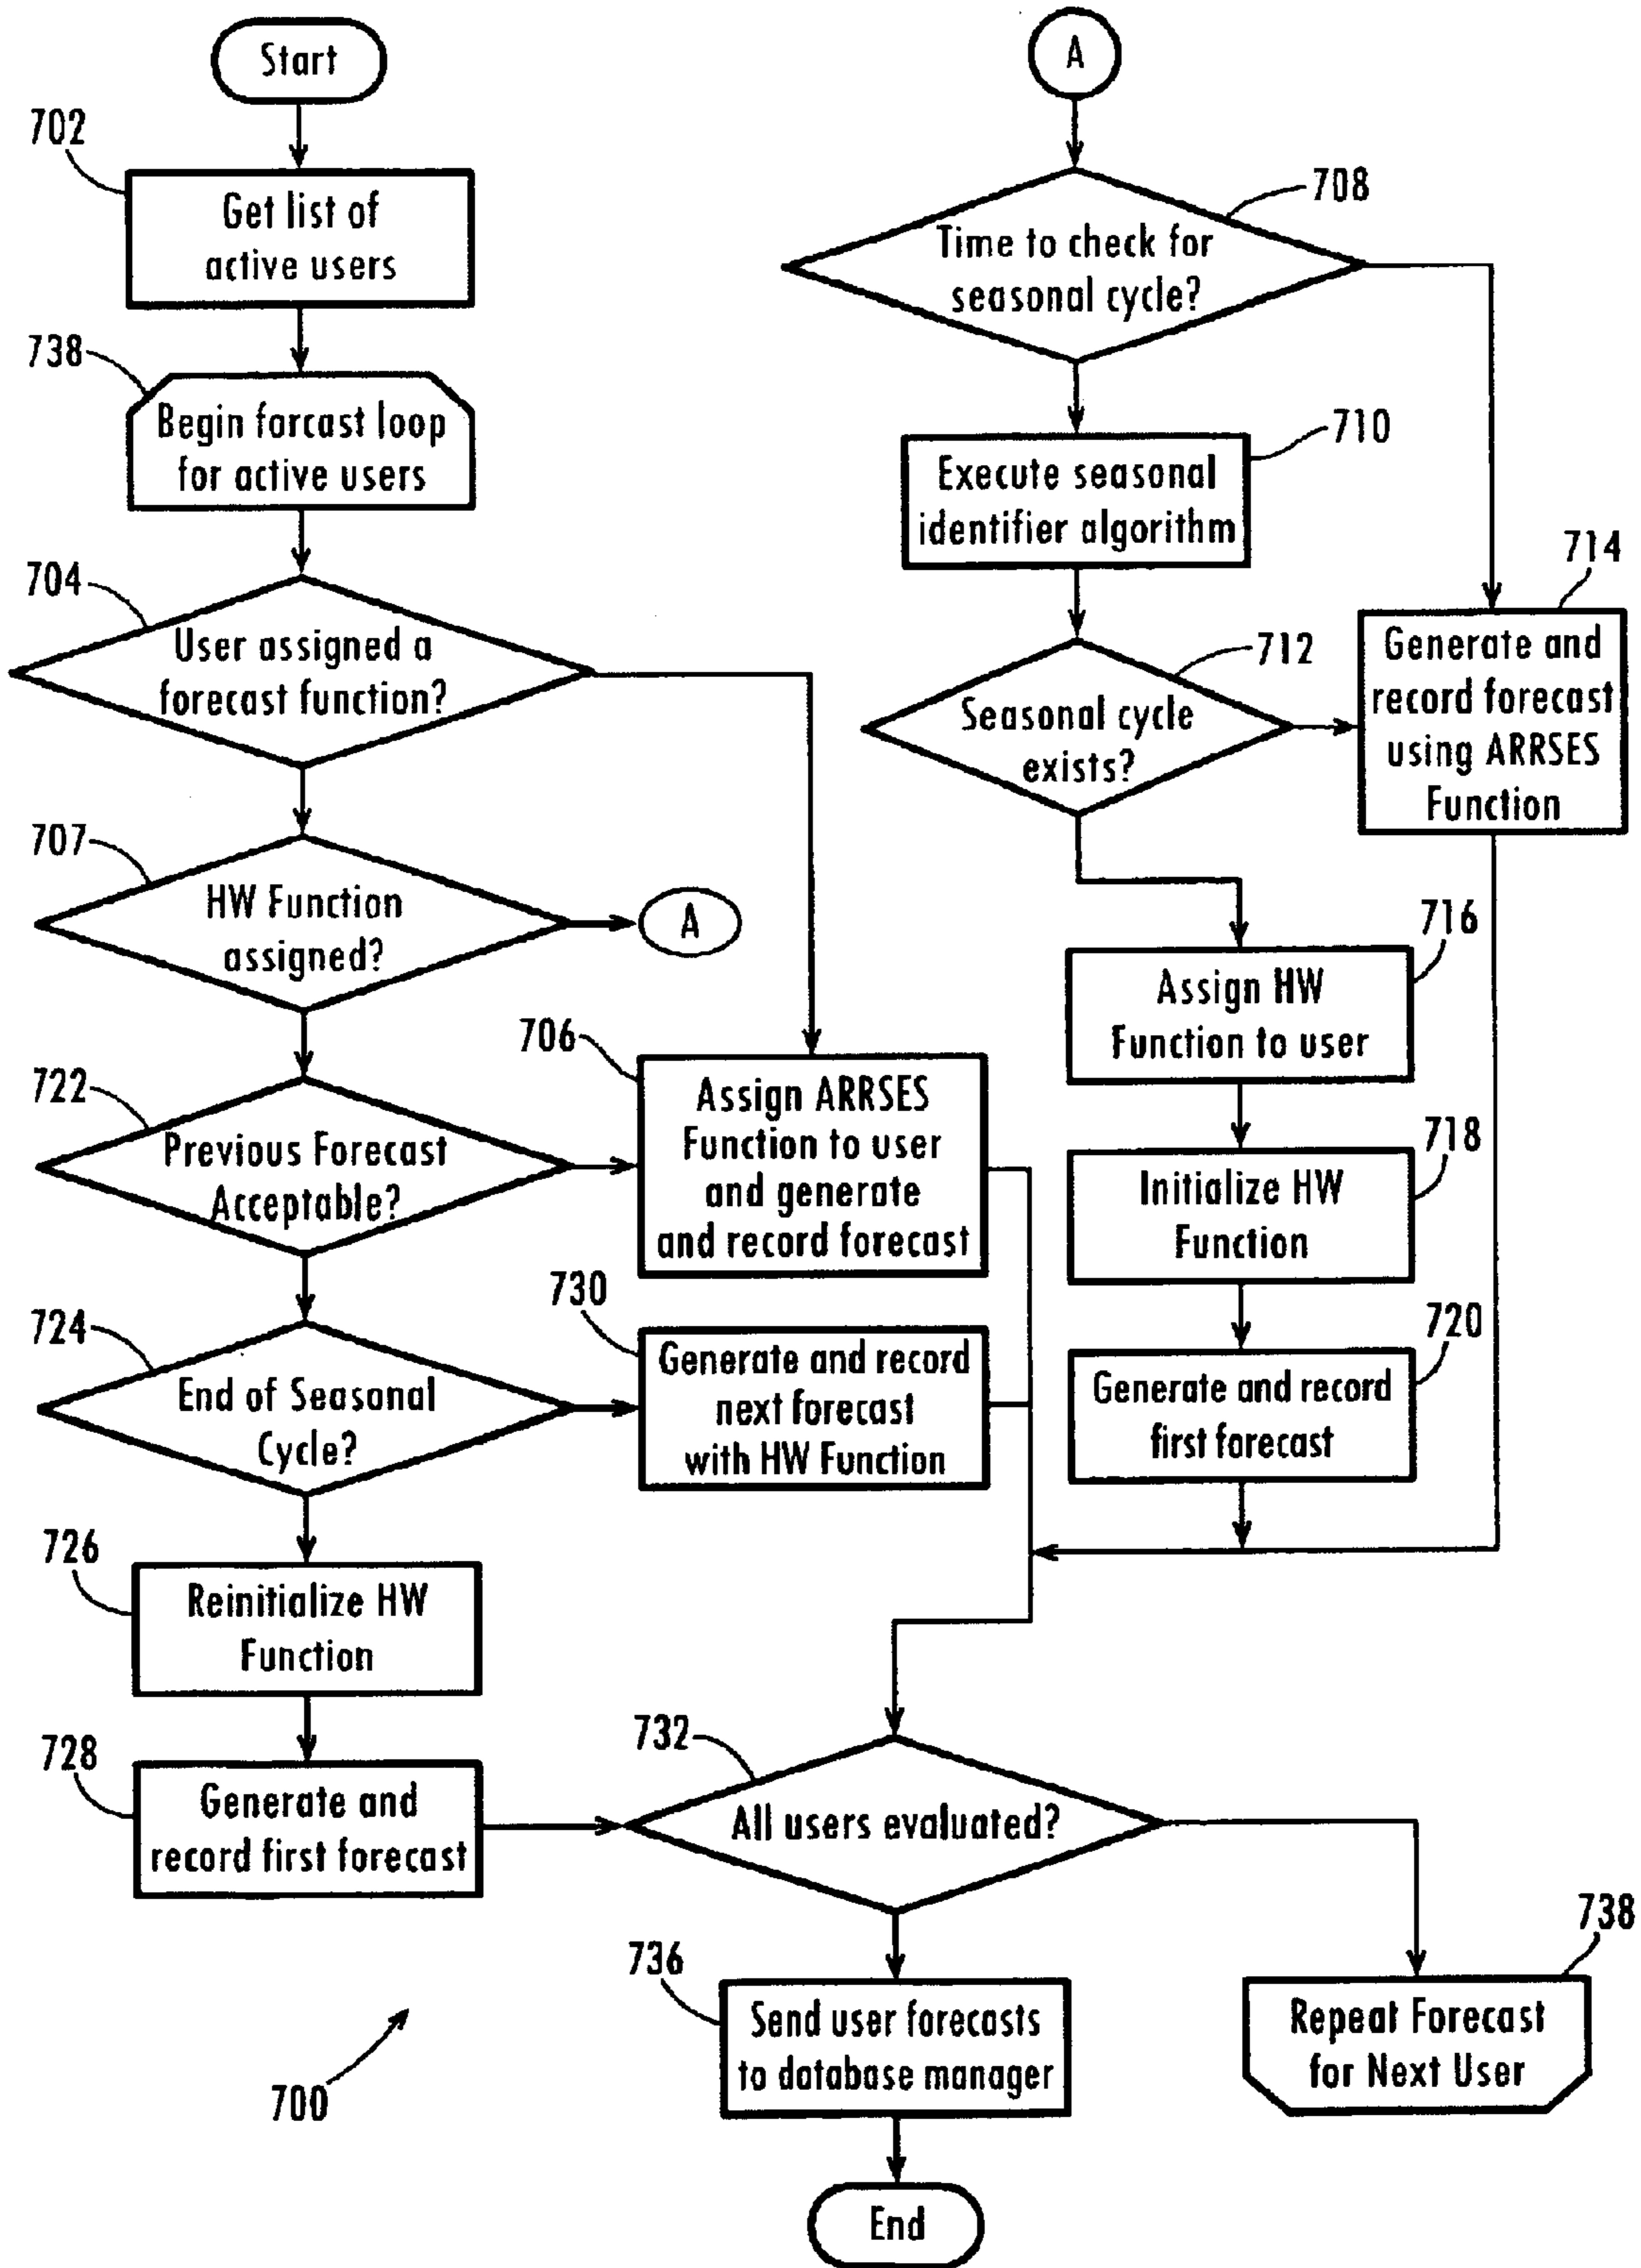 Start
702
Get list of
active users
738
Begin farcast loop
for active users
704
User assigned a
forecast function?
707
HW Function
assigned?
A
722
Previous Forecast
Acceptable?
706
Assign ARRSES
Function to user
and generate
and record forecast
724
End of Seasonal
Cycle?
730
Generate and record
next forecast
with HW Function
726
Reinitialize HW
Function
728
Generate and
record first forecast
A
708
Time to check for
seasonal cycle?
710
Execute seasonal
identifier algorithm
712
Seasonal cycle
exists?
714
Generate and
record forecast
using ARRSES
Function
716
Assign HW
Function to user
718
Initialize HW
Function
720
Generate and record
first forecast
732
All users evaluated?
736
Send user forecasts
to database manager
738
Repeat Forecast
for Next User
700
End